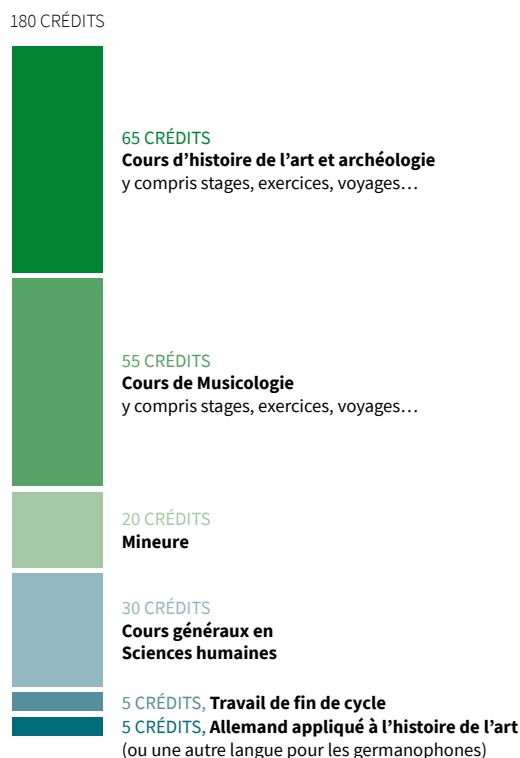 180 CRÉDITS
65 CRÉDITS
Cours d’histoire de l’art et archéologie
y compris stages, exercices, voyages…
55 CRÉDITS
Cours de Musicologie
y compris stages, exercices, voyages…
20 CRÉDITS
Mineure
30 CRÉDITS
Cours généraux en
Sciences humaines
5 CRÉDITS, Travail de fin de cycle
5 CRÉDITS, Allemand appliqué à l’histoire de l’art
(ou une autre langue pour les germanophones)